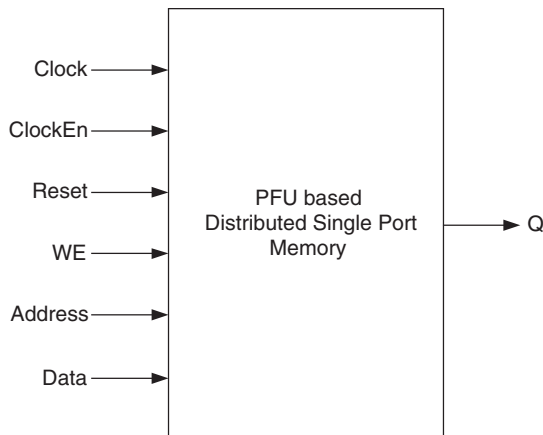 Clock
ClockEn
Reset
WE
Address
Data
PFU based
Distributed Single Port
Memory
Q